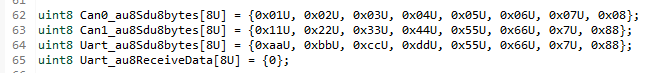 62 uint8 Can0_au8Sdu8bytes[8U] = {0x01U, 0x02U, 0x03U, 0x04U, 0x05U, 0x06U, 0x07U, 0x08};
63 uint8 Can1_au8Sdu8bytes[8U] = {0x11U, 0x22U, 0x33U, 0x44U, 0x55U, 0x66U, 0x7U, 0x88};
64 uint8 Uart_au8Sdu8bytes[8U] = {0xaaU, 0xbbU, 0xccU, 0xddU, 0x55U, 0x66U, 0x7U, 0x88};
65 uint8 Uart_au8ReceiveData[8U] = {0};